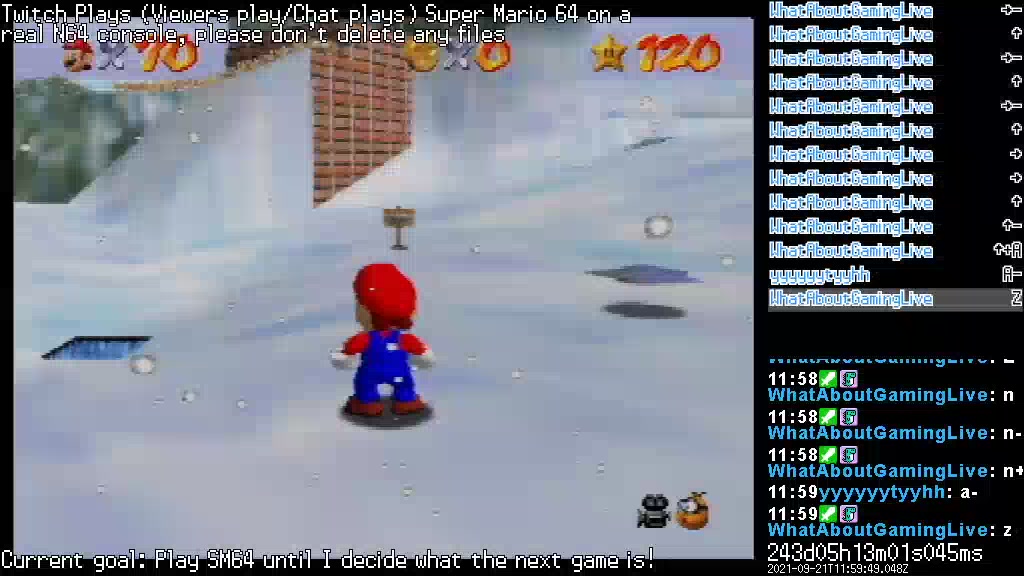 Twitch Plays (Viewers play/Chat plays) Super Mario 64 on a
real N64 console, please don't delete any files
×70 ×0 120
WhatAboutGamingLive
WhatAboutGamingLive
WhatAboutGamingLive
WhatAboutGamingLive
WhatAboutGamingLive
WhatAboutGamingLive
WhatAboutGamingLive
WhatAboutGamingLive
WhatAboutGamingLive
WhatAboutGamingLive
WhatAboutGamingLive ↑+A
yyyyyytyyhh A-
WhatAboutGamingLive Z
WhatAboutGamingLive:
11:58
WhatAboutGamingLive: n
11:58
WhatAboutGamingLive: n-
11:58
WhatAboutGamingLive: n+
11:59yyyyyytyyhh: a-
11:59
WhatAboutGamingLive: z
243d05h13m01s045ms
2021-09-21T11:59:49.048Z
Current goal: Play SM64 until I decide what the next game is!